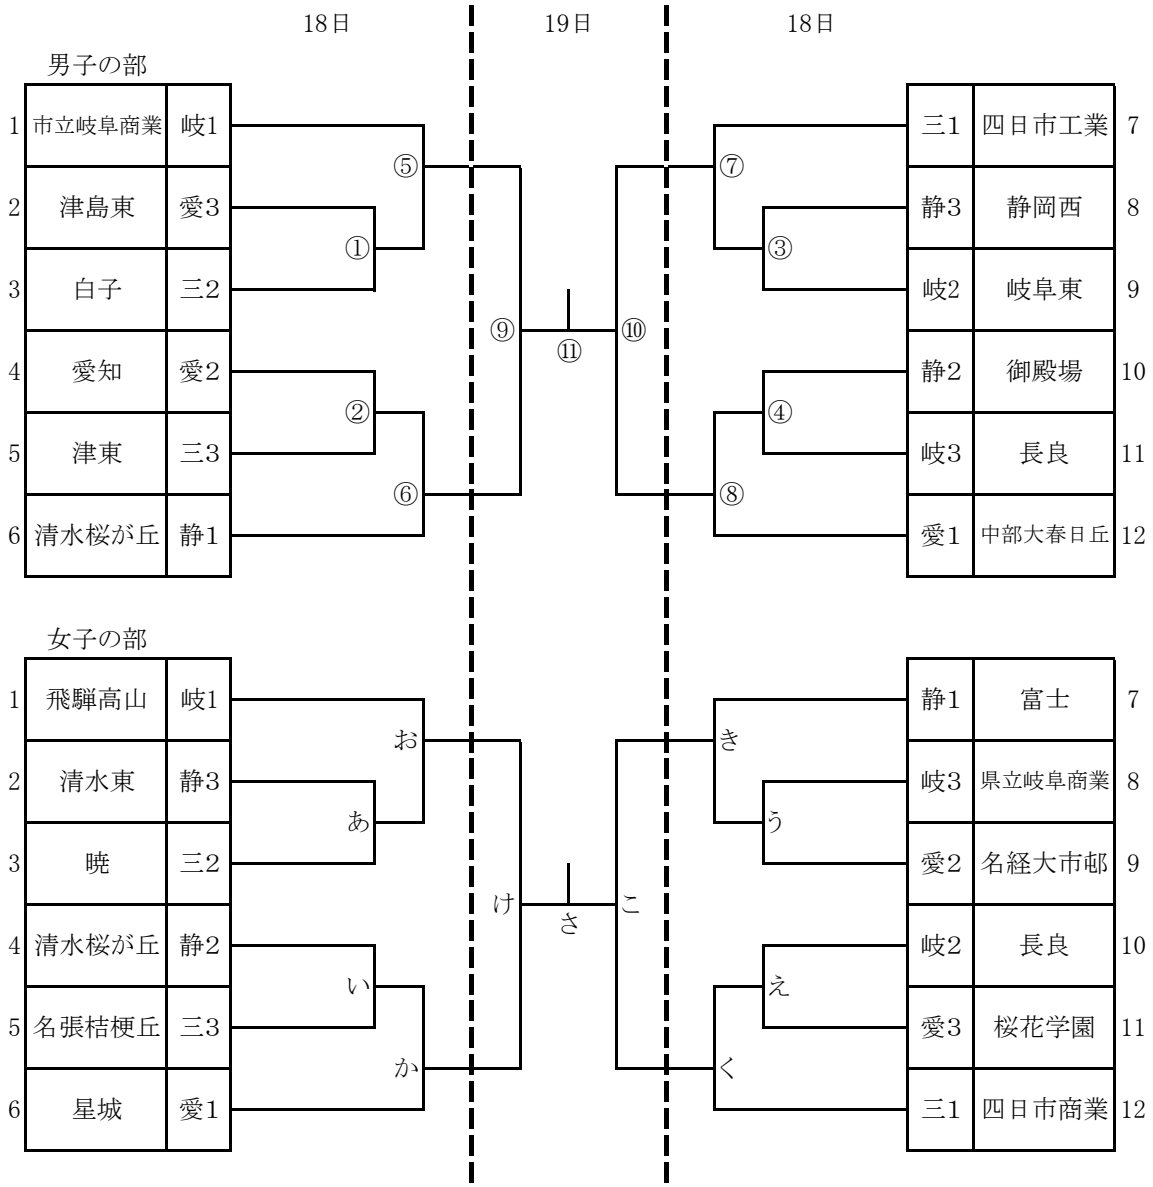 18日 19日 18日
男子の部
1 市立岐阜商業 岐1 三1 四日市工業 7
⑤ ⑦
2 津島東 愛3 静3 静岡西 8
① ③
3 白子 三2 岐2 岐阜東 9
⑨ ⑩
⑪
4 愛知 愛2 静2 御殿場 10
② ④
5 津東 三3 岐3 長良 11
⑥ ⑧
6 清水桜が丘 静1 愛1 中部大春日丘 12
女子の部
1 飛騨高山 岐1 静1 富士 7
お き
2 清水東 静3 岐3 県立岐阜商業 8
あ う
3 暁 三2 愛2 名経大市邨 9
け こ
さ
4 清水桜が丘 静2 岐2 長良 10
い え
5 名張桔梗丘 三3 愛3 桜花学園 11
か く
6 星城 愛1 三1 四日市商業 12